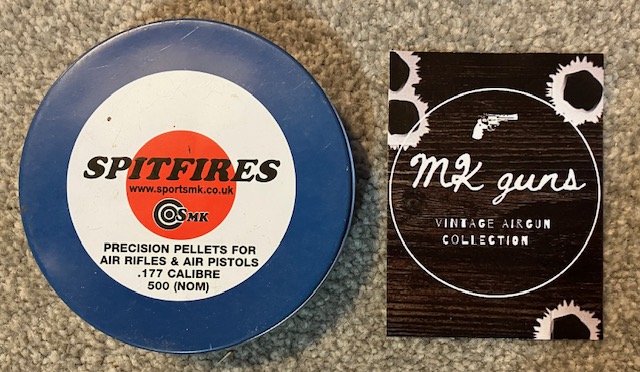 SPITFIRES
www.sportsmk.co.uk
SMK
PRECISION PELLETS FOR
AIR RIFLES & AIR PISTOLS
.177 CALIBRE
500 (NOM)
MK guns
VINTAGE AIRGUN
COLLECTION